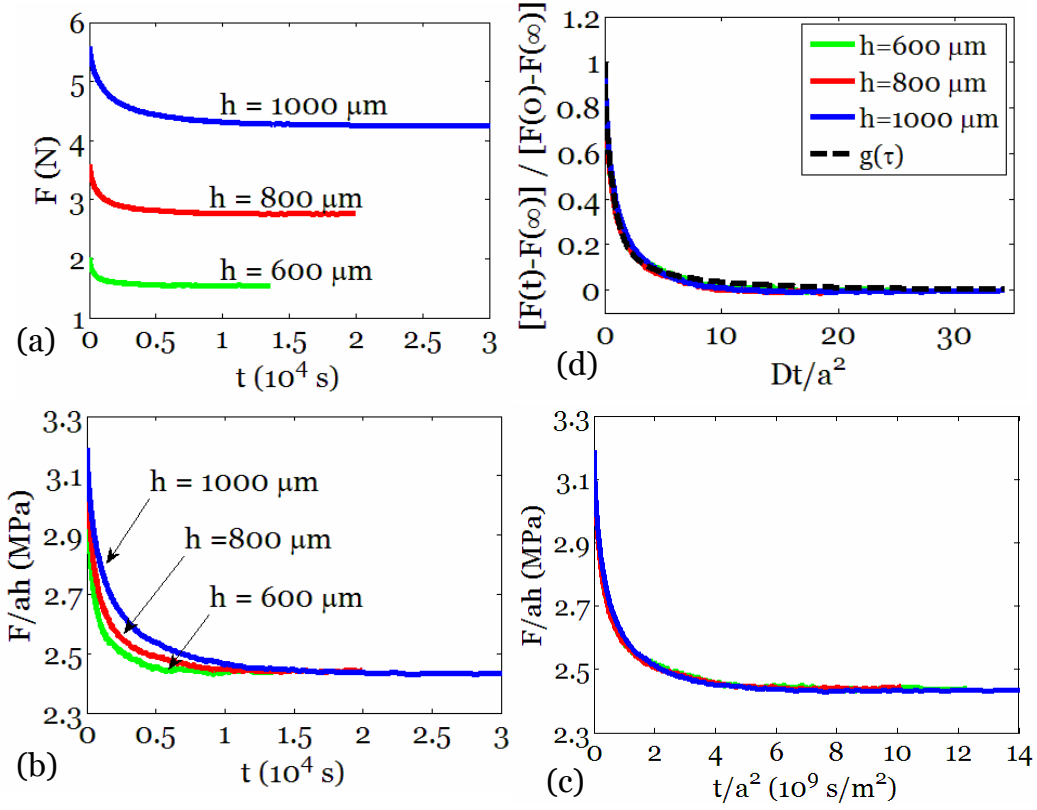 6
5
4
3
2
1
F (N)
h = 1000 μm
h = 800 μm
h = 600 μm
0 0.5 1 1.5 2 2.5 3
t (10⁴ s)
(a)
1.2
1
0.8
0.6
0.4
0.2
0
[F(t)-F(∞)] / [F(0)-F(∞)]
h=600 μm
h=800 μm
h=1000 μm
g(τ)
0 10 20 30
Dt/a²
(d)
3.3
3.1
2.9
2.7
2.5
2.3
F/ah (MPa)
h = 1000 μm
h =800 μm
h = 600 μm
0 0.5 1 1.5 2 2.5 3
t (10⁴ s)
(b)
3.3
3.1
2.9
2.7
2.5
2.3
F/ah (MPa)
0 2 4 6 8 10 12 14
t/a² (10⁹ s/m²)
(c)